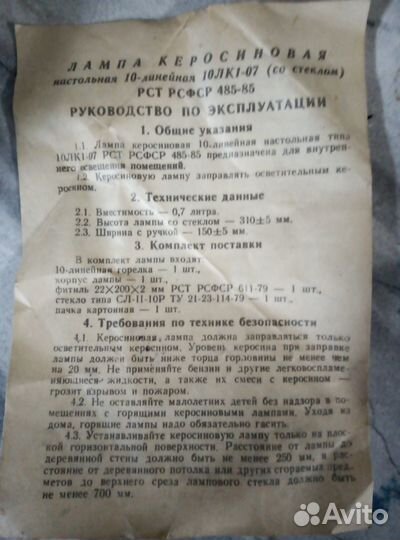 ЛАМПА КЕРОСИНОВАЯ
настольная 10-линейная 10ЛК1-07 (со стеклом)
РСТ РСФСР 485-85
РУКОВОДСТВО ПО ЭКСПЛУАТАЦИИ
1. Общие указания
1.1. Лампа керосиновая 10-линейная настольная типа
10ЛК1-07 РСТ РСФСР 485-85 предназначена для внутрен-
него освещения помещений.
1.2. Керосиновую лампу заправлять осветительным ке-
росином.
2. Технические данные
2.1. Вместимость — 0,7 литра.
2.2. Высота лампы со стеклом — 310±5 мм.
2.3. Ширина с ручкой — 150±5 мм.
3. Комплект поставки
В комплект лампы входят:
10-линейная горелка — 1 шт.,
корпус лампы — 1 шт.,
фитиль 22×200×2 мм РСТ РСФСР 611-79 — 1 шт.,
стекло типа СЛ-11-10Р ТУ 21-23-114-79 — 1 шт.,
пачка картонная — 1 шт.
4. Требования по технике безопасности
4.1. Керосиновая лампа должна заправляться только
осветительным керосином. Уровень керосина при заправке
лампы должен быть ниже торца горловины не менее чем
на 20 мм. Не применяйте бензин и другие легковоспламе-
няющиеся жидкости, а также их смеси с керосином —
грозит взрывом и пожаром.
4.2. Не оставляйте малолетних детей без надзора в по-
мещениях с горящими керосиновыми лампами. Уходя из
дома, горящие лампы надо обязательно гасить.
4.3. Устанавливайте керосиновую лампу только на плос-
кой горизонтальной поверхности. Расстояние от лампы до
деревянной стены должно быть не менее 250 мм, а рас-
стояние от деревянного потолка или других сгораемых пред-
метов до верхнего среза лампового стекла должно быть
не менее 700 мм.
Avito